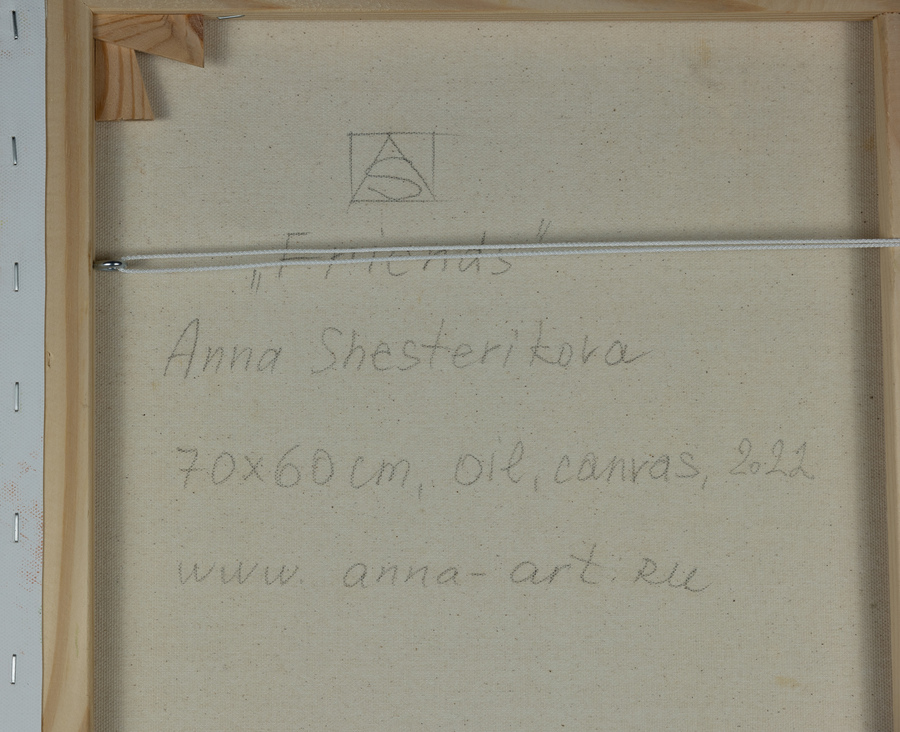 „Friends"
Anna Shesterikova
70x60 cm, oil, canvas, 2022
www. anna-art.RU